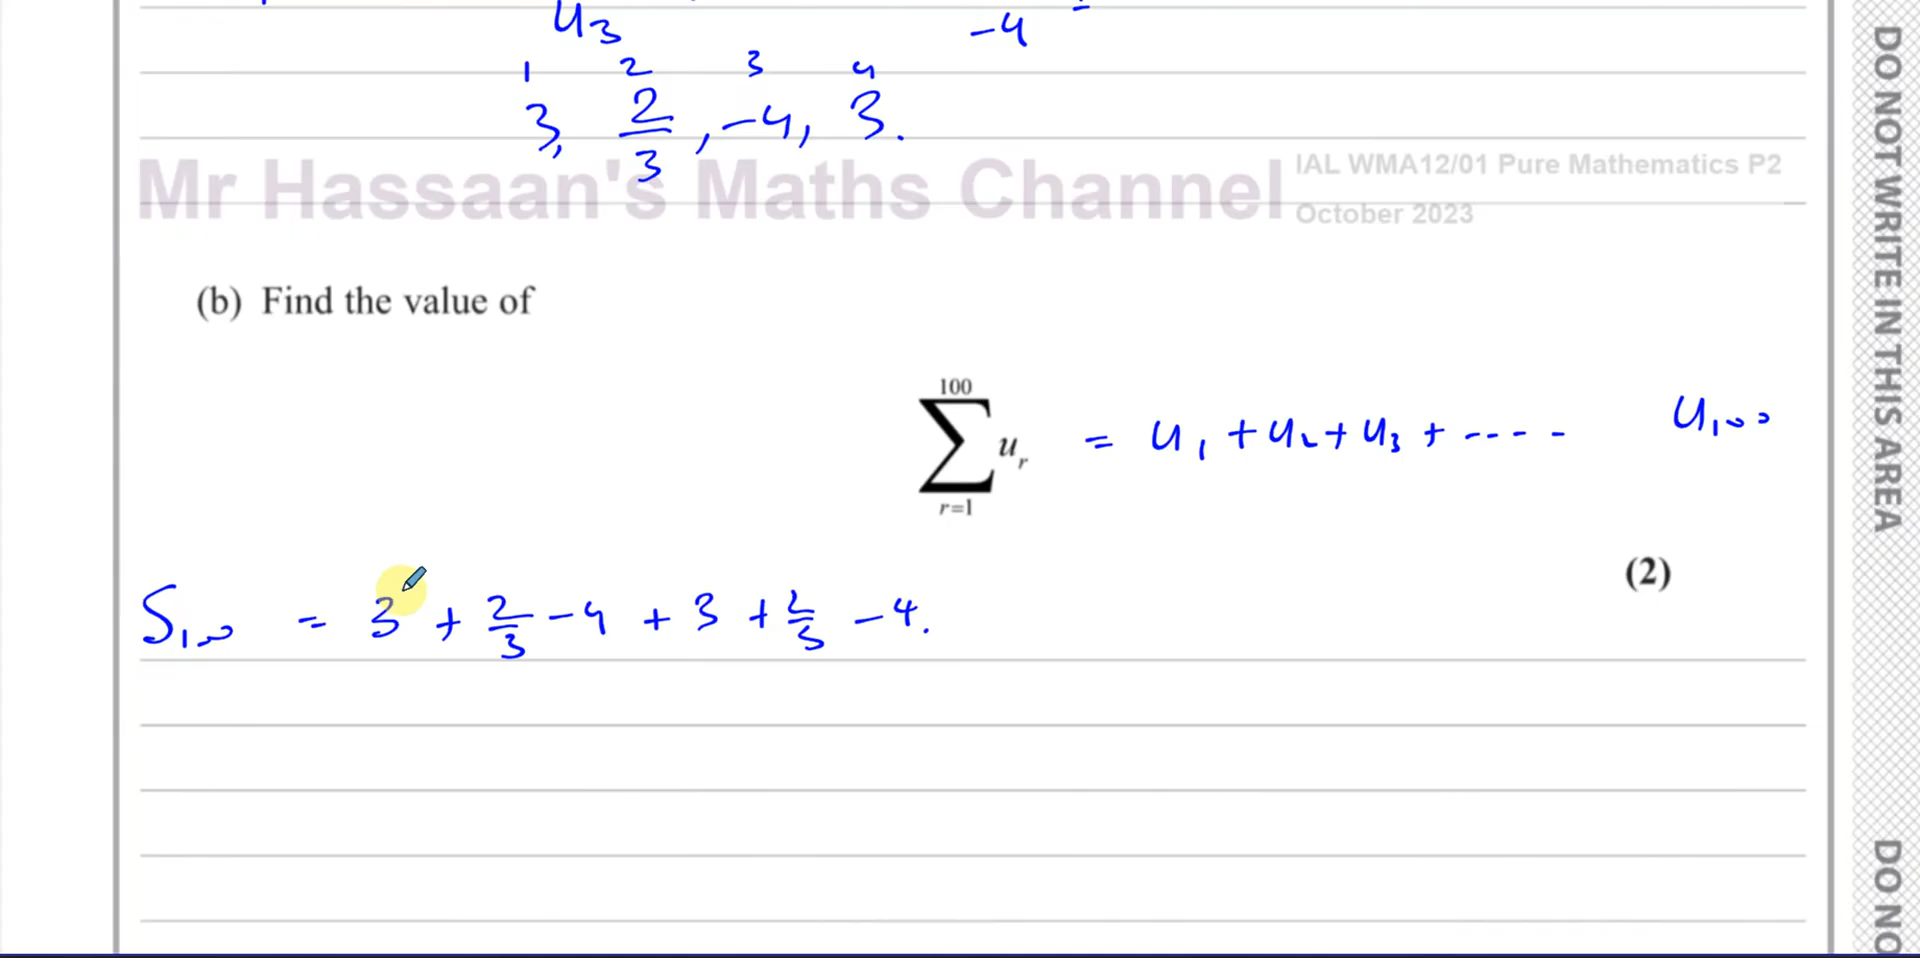 u₃ -4 =
1 2 3 4
3, 2/3, -4, 3.
Mr Hassaan's Maths Channel
IAL WMA12/01 Pure Mathematics P2
October 2023
(b) Find the value of
100
∑ uᵣ = u₁ + u₂ + u₃ + ---- u₁₀₀
r=1
(2)
S₁₀₀ = 3 + 2/3 - 4 + 3 + 2/3 - 4.
DO NOT WRITE IN THIS AREA
DO NO